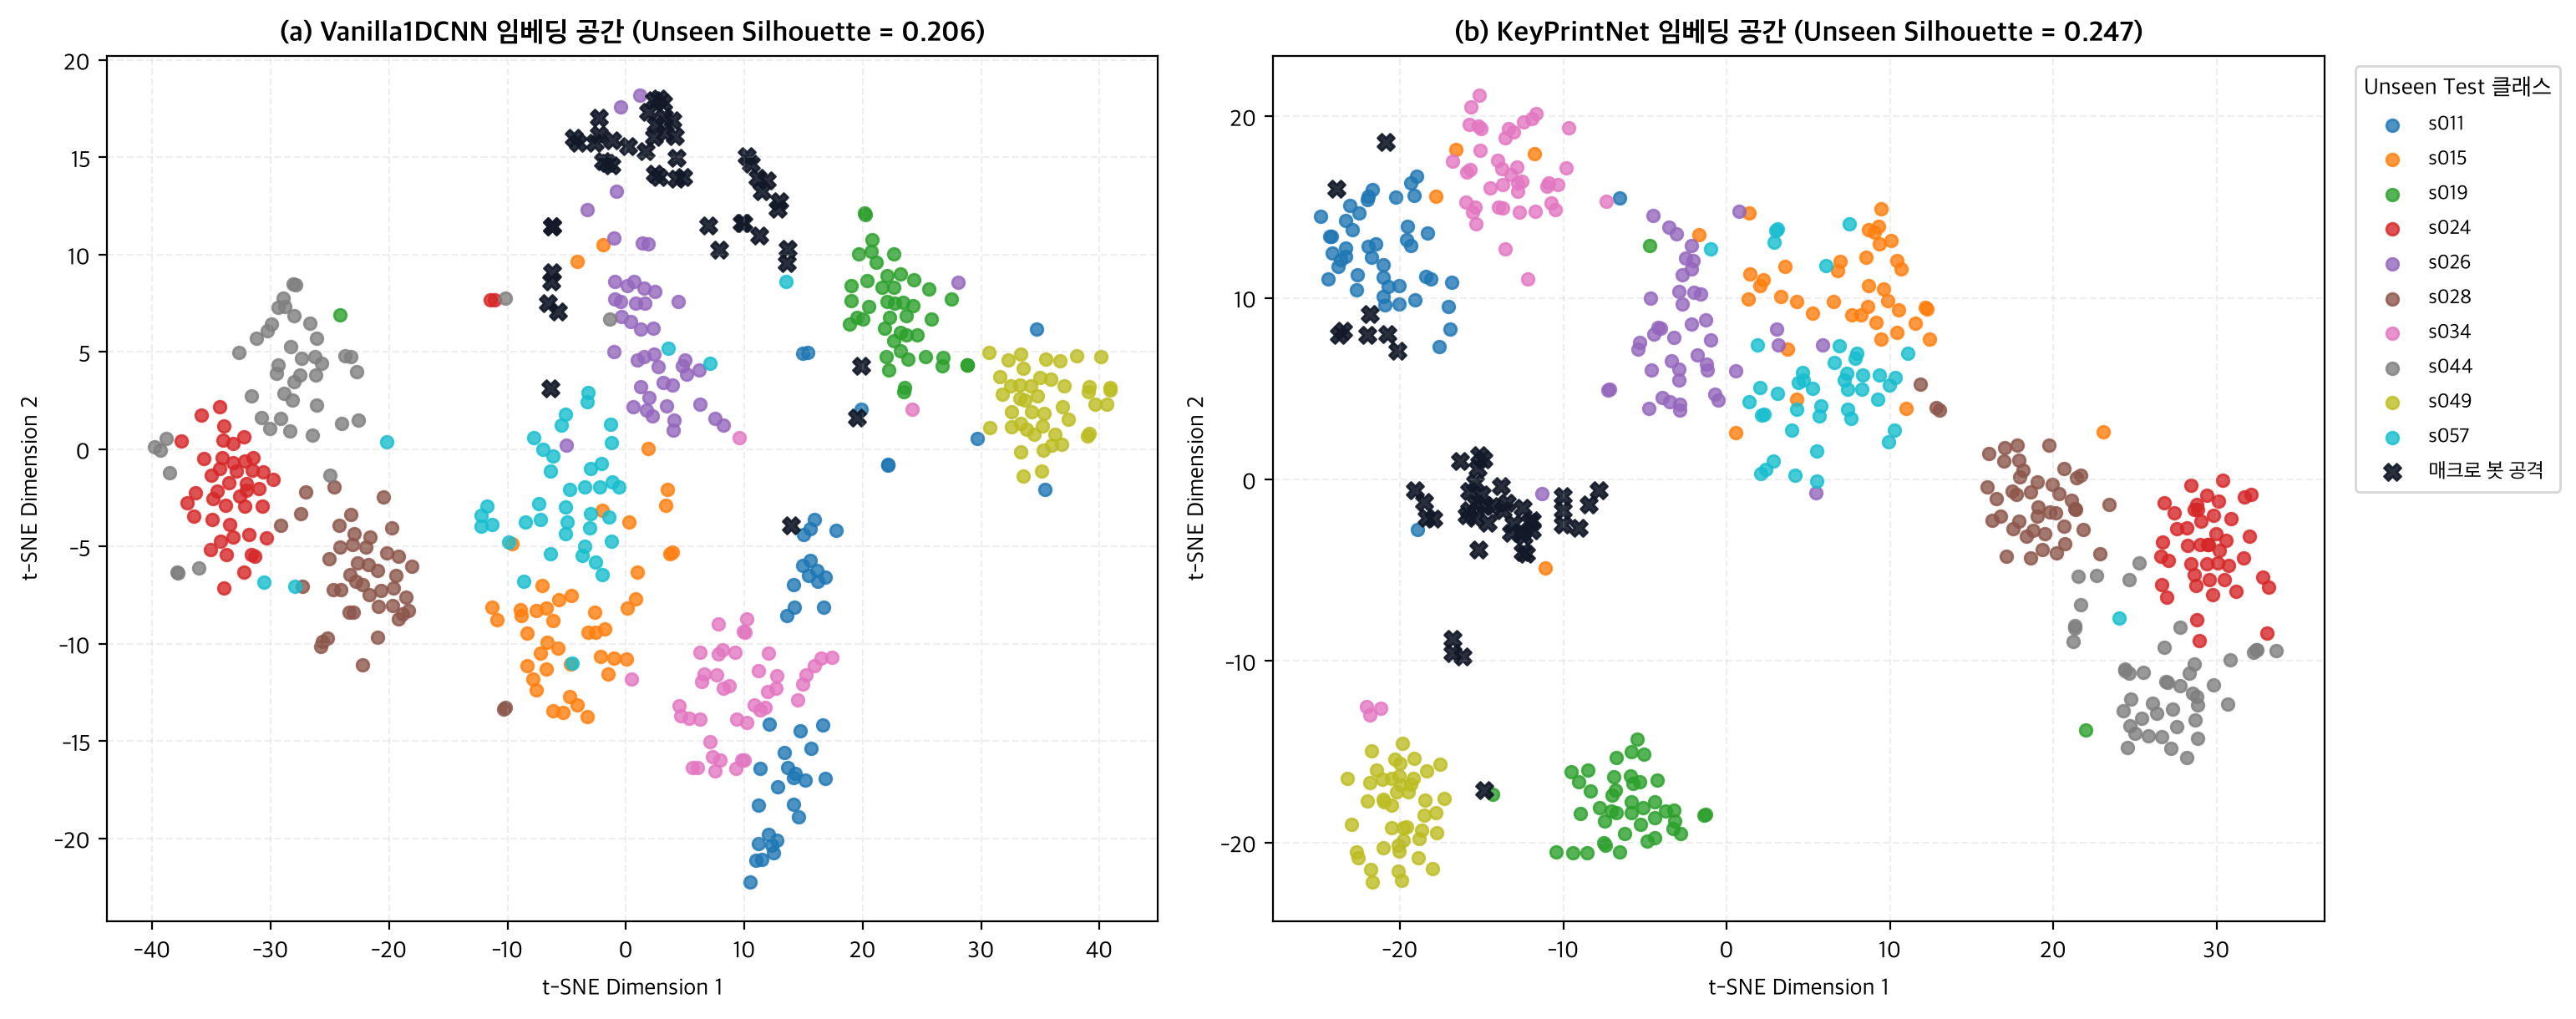 (a) Vanilla1DCNN 임베딩 공간 (Unseen Silhouette = 0.206)
20
15
10
5
0
−5
−10
−15
−20
t-SNE Dimension 2
−40
−30
−20
−10
0
10
20
30
40
t-SNE Dimension 1
(b) KeyPrintNet 임베딩 공간 (Unseen Silhouette = 0.247)
20
10
0
−10
−20
t-SNE Dimension 2
−20
−10
0
10
20
30
t-SNE Dimension 1
Unseen Test 클래스
s011
s015
s019
s024
s026
s028
s034
s044
s049
s057
매크로 봇 공격